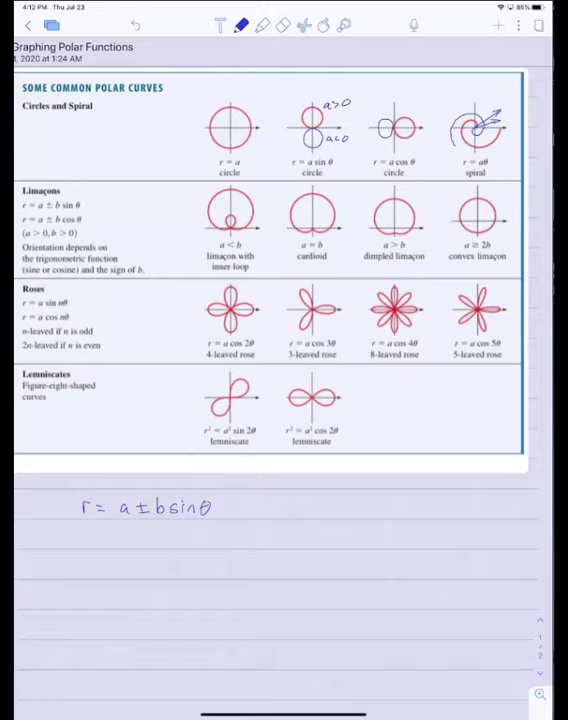 4:12 PM Thu Jul 23
85%
Graphing Polar Functions
3, 2020 at 1:24 AM
SOME COMMON POLAR CURVES
Circles and Spiral
a>0
a<0
r = a
circle
r = a sin θ
circle
r = a cos θ
circle
r = aθ
spiral
Limaçons
r = a ± b sin θ
r = a ± b cos θ
(a > 0, b > 0)
Orientation depends on
the trigonometric function
(sine or cosine) and the sign of b.
a < b
limaçon with
inner loop
a = b
cardioid
a > b
dimpled limaçon
a ≥ 2b
convex limaçon
Roses
r = a sin nθ
r = a cos nθ
n-leaved if n is odd
2n-leaved if n is even
r = a cos 2θ
4-leaved rose
r = a cos 3θ
3-leaved rose
r = a cos 4θ
8-leaved rose
r = a cos 5θ
5-leaved rose
Lemniscates
Figure-eight-shaped
curves
r² = a² sin 2θ
lemniscate
r² = a² cos 2θ
lemniscate
r = a ± b sin θ
1
/
2